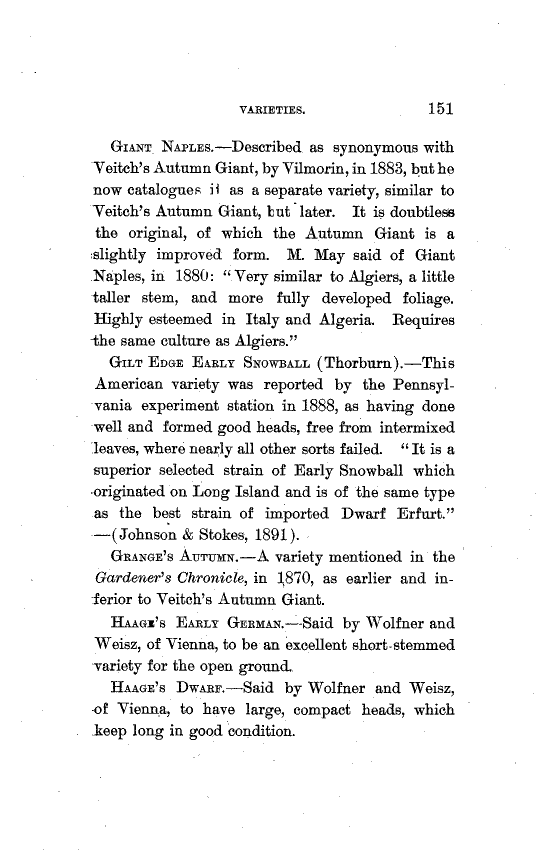 VARIETIES. 151
GIANT NAPLES.—Described as synonymous with
Veitch's Autumn Giant, by Vilmorin, in 1883, but he
now catalogues it as a separate variety, similar to
Veitch's Autumn Giant, but later. It is doubtless
the original, of which the Autumn Giant is a
slightly improved form. M. May said of Giant
Naples, in 1880: "Very similar to Algiers, a little
taller stem, and more fully developed foliage.
Highly esteemed in Italy and Algeria. Requires
the same culture as Algiers."
GILT EDGE EARLY SNOWBALL (Thorburn).—This
American variety was reported by the Pennsyl-
vania experiment station in 1888, as having done
well and formed good heads, free from intermixed
leaves, where nearly all other sorts failed. "It is a
superior selected strain of Early Snowball which
originated on Long Island and is of the same type
as the best strain of imported Dwarf Erfurt."
—(Johnson & Stokes, 1891).
GRANGE'S AUTUMN.—A variety mentioned in the
Gardener's Chronicle, in 1870, as earlier and in-
ferior to Veitch's Autumn Giant.
HAAGE'S EARLY GERMAN.—Said by Wolfner and
Weisz, of Vienna, to be an excellent short-stemmed
variety for the open ground.
HAAGE'S DWARF.—Said by Wolfner and Weisz,
of Vienna, to have large, compact heads, which
keep long in good condition.